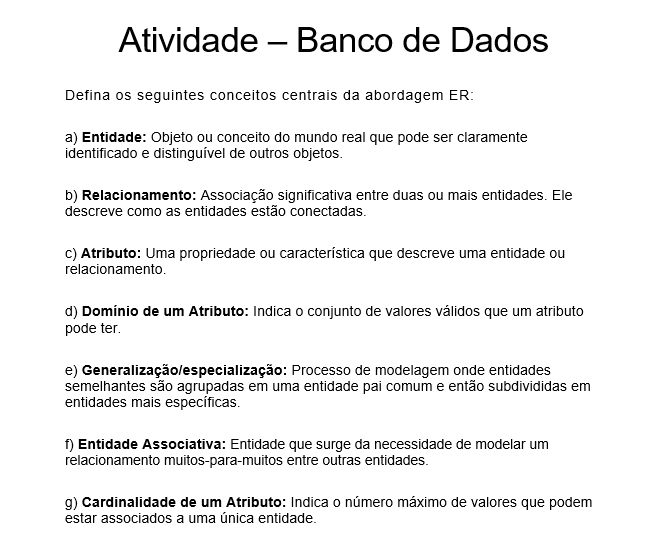 Atividade – Banco de Dados
Defina os seguintes conceitos centrais da abordagem ER:
a) Entidade: Objeto ou conceito do mundo real que pode ser claramente
identificado e distinguível de outros objetos.
b) Relacionamento: Associação significativa entre duas ou mais entidades. Ele
descreve como as entidades estão conectadas.
c) Atributo: Uma propriedade ou característica que descreve uma entidade ou
relacionamento.
d) Domínio de um Atributo: Indica o conjunto de valores válidos que um atributo
pode ter.
e) Generalização/especialização: Processo de modelagem onde entidades
semelhantes são agrupadas em uma entidade pai comum e então subdivididas em
entidades mais específicas.
f) Entidade Associativa: Entidade que surge da necessidade de modelar um
relacionamento muitos-para-muitos entre outras entidades.
g) Cardinalidade de um Atributo: Indica o número máximo de valores que podem
estar associados a uma única entidade.